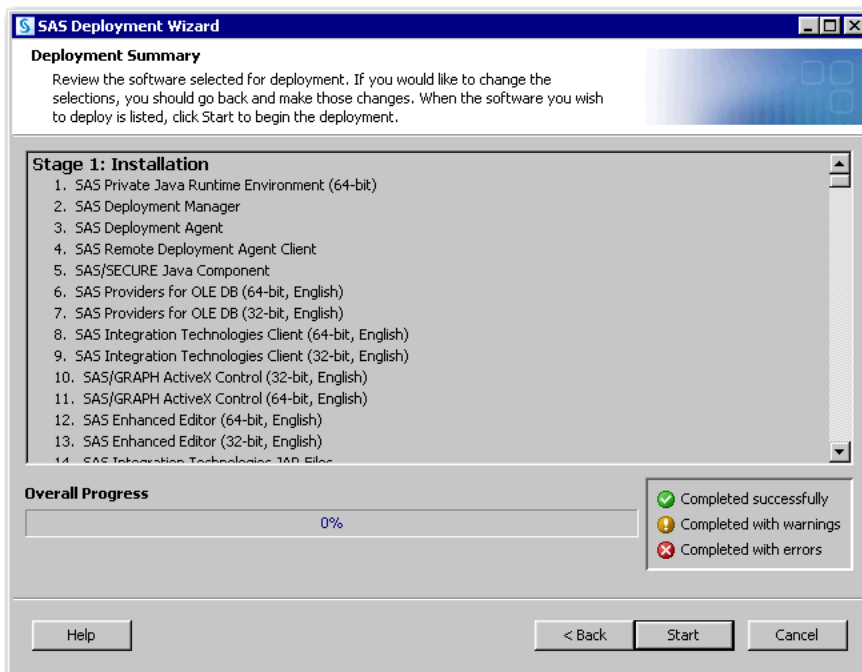 SAS Deployment Wizard
Deployment Summary
Review the software selected for deployment. If you would like to change the
selections, you should go back and make those changes. When the software you wish
to deploy is listed, click Start to begin the deployment.
Stage 1: Installation
1. SAS Private Java Runtime Environment (64-bit)
2. SAS Deployment Manager
3. SAS Deployment Agent
4. SAS Remote Deployment Agent Client
5. SAS/SECURE Java Component
6. SAS Providers for OLE DB (64-bit, English)
7. SAS Providers for OLE DB (32-bit, English)
8. SAS Integration Technologies Client (64-bit, English)
9. SAS Integration Technologies Client (32-bit, English)
10. SAS/GRAPH ActiveX Control (32-bit, English)
11. SAS/GRAPH ActiveX Control (64-bit, English)
12. SAS Enhanced Editor (64-bit, English)
13. SAS Enhanced Editor (32-bit, English)
14. SAS Integration Technologies JAR Files
Overall Progress
0%
Completed successfully
Completed with warnings
Completed with errors
Help
< Back
Start
Cancel